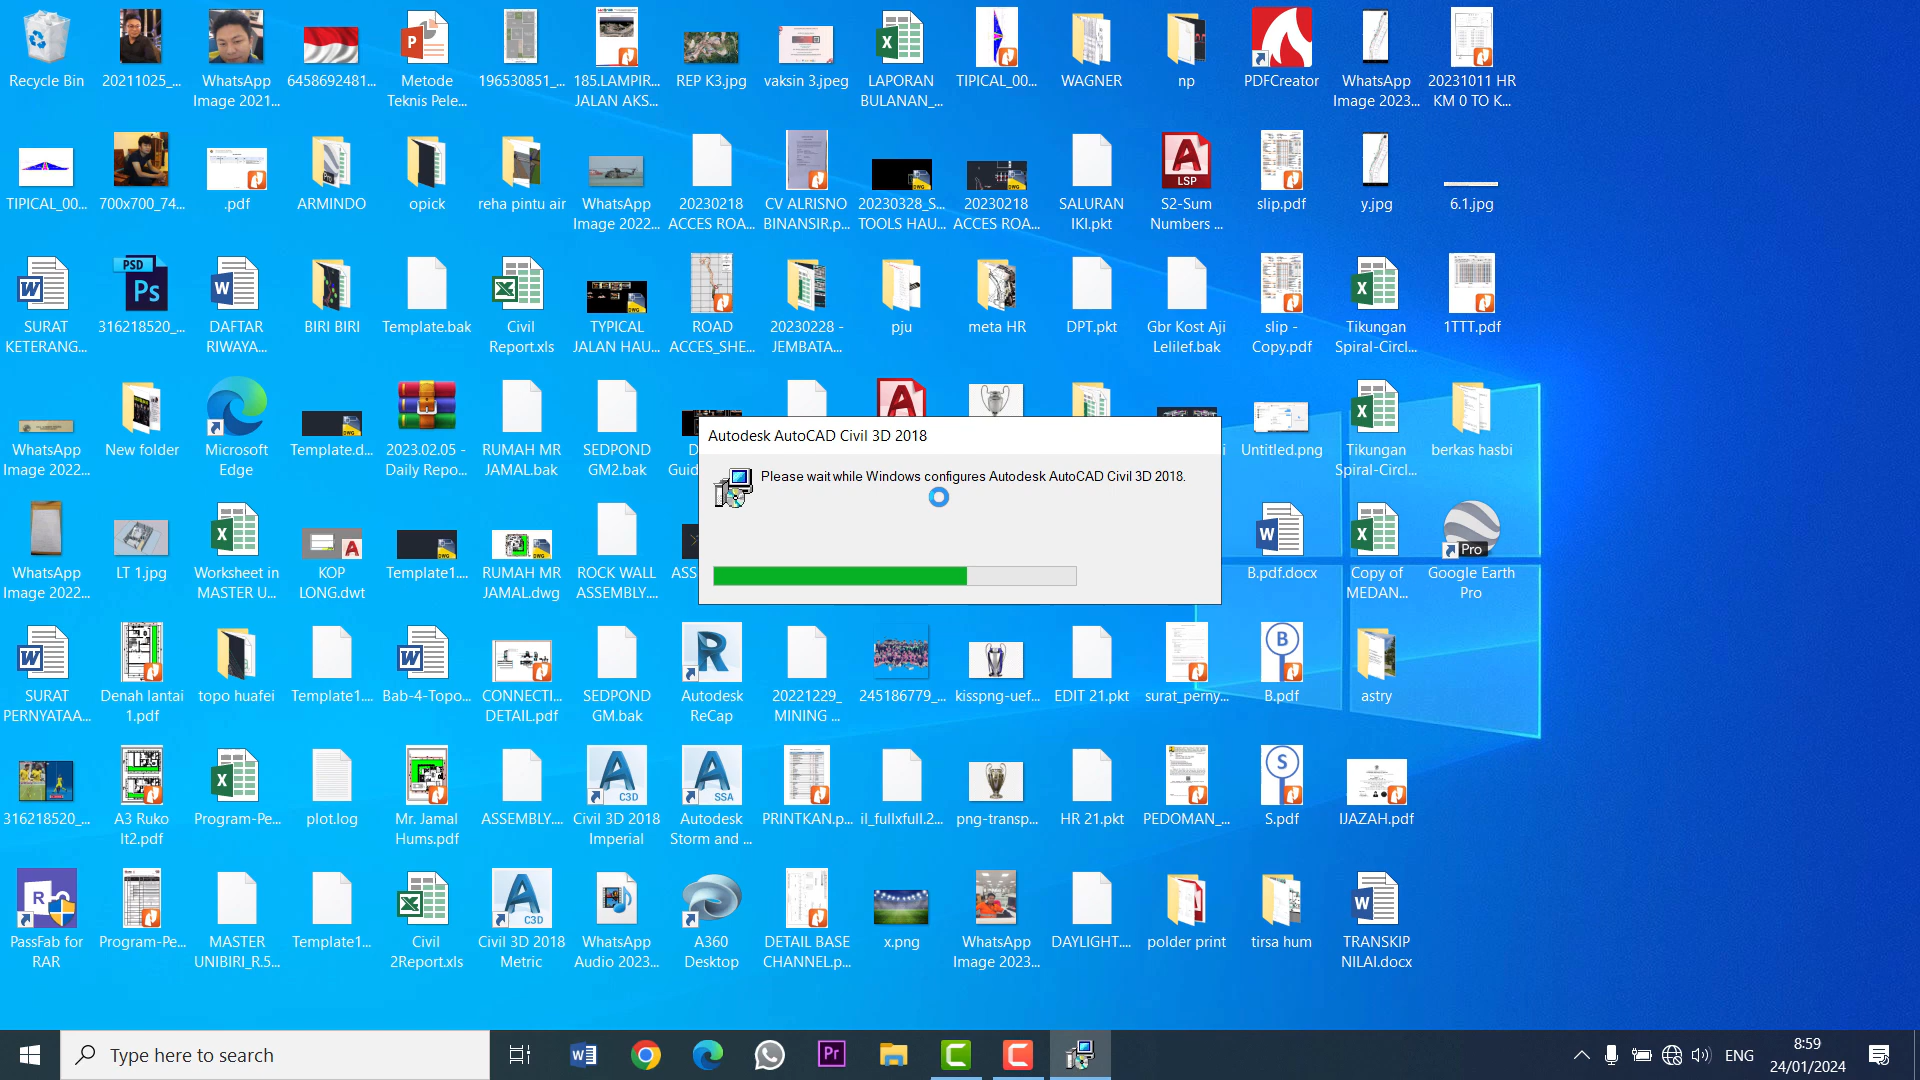 Recycle Bin
20211025_...
WhatsApp
Image 2021...
6458692481...
Metode
Teknis Pele...
196530851_...
185.LAMPIR...
JALAN AKS...
REP K3.jpg
vaksin 3.jpeg
LAPORAN
BULANAN_...
TIPICAL_00...
WAGNER
np
PDFCreator
WhatsApp
Image 2023...
20231011 HR
KM 0 TO K...
TIPICAL_00...
700x700_74...
.pdf
ARMINDO
opick
reha pintu air
WhatsApp
Image 2022...
20230218
ACCES ROA...
CV ALRISNO
BINANSIR.p...
20230328_S...
TOOLS HAU...
20230218
ACCES ROA...
SALURAN
IKI.pkt
LSP
S2-Sum
Numbers ...
slip.pdf
y.jpg
6.1.jpg
SURAT
KETERANG...
PSD
Ps
316218520_...
DAFTAR
RIWAYA...
BIRI BIRI
Template.bak
Civil
Report.xls
TYPICAL
JALAN HAU...
ROAD
ACCES_SHE...
20230228 -
JEMBATA...
pju
meta HR
DPT.pkt
Gbr Kost Aji
Lelilef.bak
slip -
Copy.pdf
Tikungan
Spiral-Circl...
1TTT.pdf
WhatsApp
Image 2022...
New folder
Microsoft
Edge
Template.d...
2023.02.05 -
Daily Repo...
RUMAH MR
JAMAL.bak
SEDPOND
GM2.bak
D
Guid
i
Untitled.png
Tikungan
Spiral-Circl...
berkas hasbi
Autodesk AutoCAD Civil 3D 2018
Please wait while Windows configures Autodesk AutoCAD Civil 3D 2018.
WhatsApp
Image 2022...
LT 1.jpg
Worksheet in
MASTER U...
KOP
LONG.dwt
Template1....
RUMAH MR
JAMAL.dwg
ROCK WALL
ASSEMBLY....
ASS
B.pdf.docx
Copy of
MEDAN...
Pro
Google Earth
Pro
SURAT
PERNYATAA...
Denah lantai
1.pdf
topo huafei
Template1....
Bab-4-Topo...
CONNECTI...
DETAIL.pdf
SEDPOND
GM.bak
Autodesk
ReCap
20221229_
MINING ...
245186779_...
kisspng-uef...
EDIT 21.pkt
surat_perny...
B.pdf
astry
316218520_...
A3 Ruko
lt2.pdf
Program-Pe...
plot.log
Mr. Jamal
Hums.pdf
ASSEMBLY....
C3D
Civil 3D 2018
Imperial
SSA
Autodesk
Storm and ...
PRINTKAN.p...
il_fullxfull.2...
png-transp...
HR 21.pkt
PEDOMAN_...
S.pdf
IJAZAH.pdf
PassFab for
RAR
Program-Pe...
MASTER
UNIBIRI_R.5...
Template1...
Civil
2Report.xls
C3D
Civil 3D 2018
Metric
WhatsApp
Audio 2023...
A360
Desktop
DETAIL BASE
CHANNEL.p...
x.png
WhatsApp
Image 2023...
DAYLIGHT....
polder print
tirsa hum
TRANSKIP
NILAI.docx
Type here to search
Pr
ENG
8:59
24/01/2024